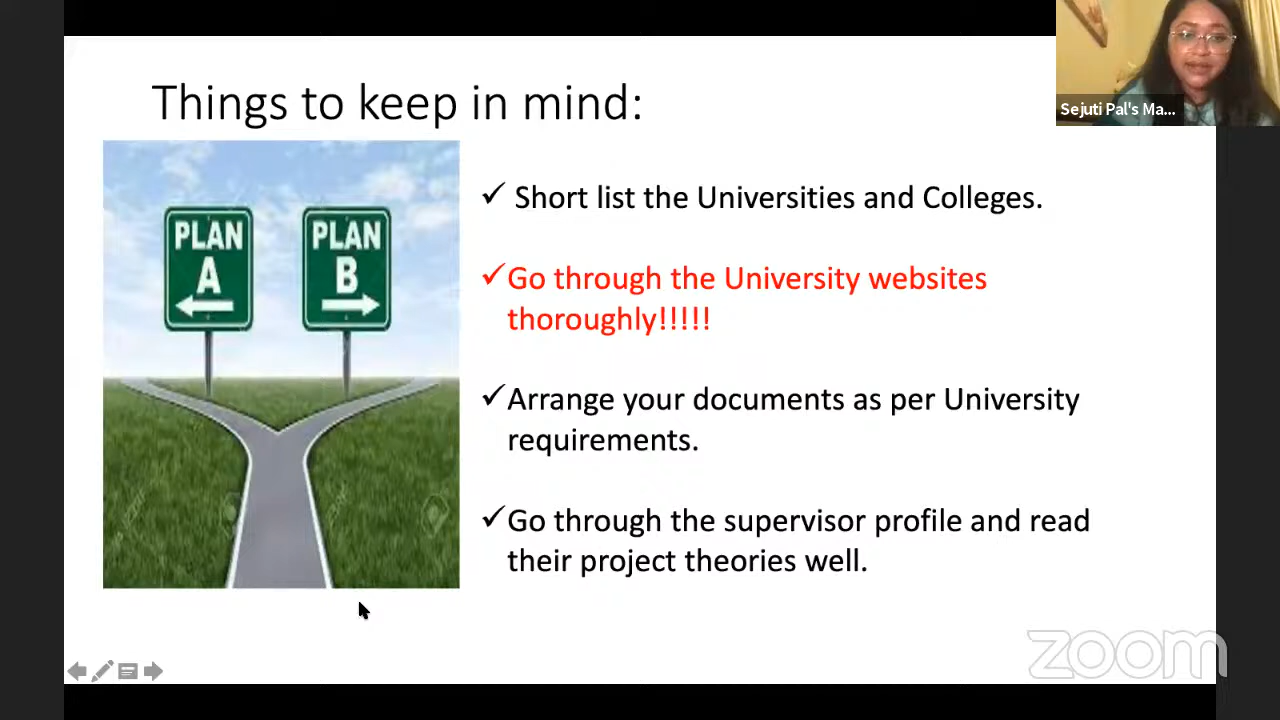 Things to keep in mind:
Sejuti Pal's Ma...
PLAN
A
PLAN
B
✓ Short list the Universities and Colleges.
✓ Go through the University websites
thoroughly!!!!!
✓ Arrange your documents as per University
requirements.
✓ Go through the supervisor profile and read
their project theories well.
zoom